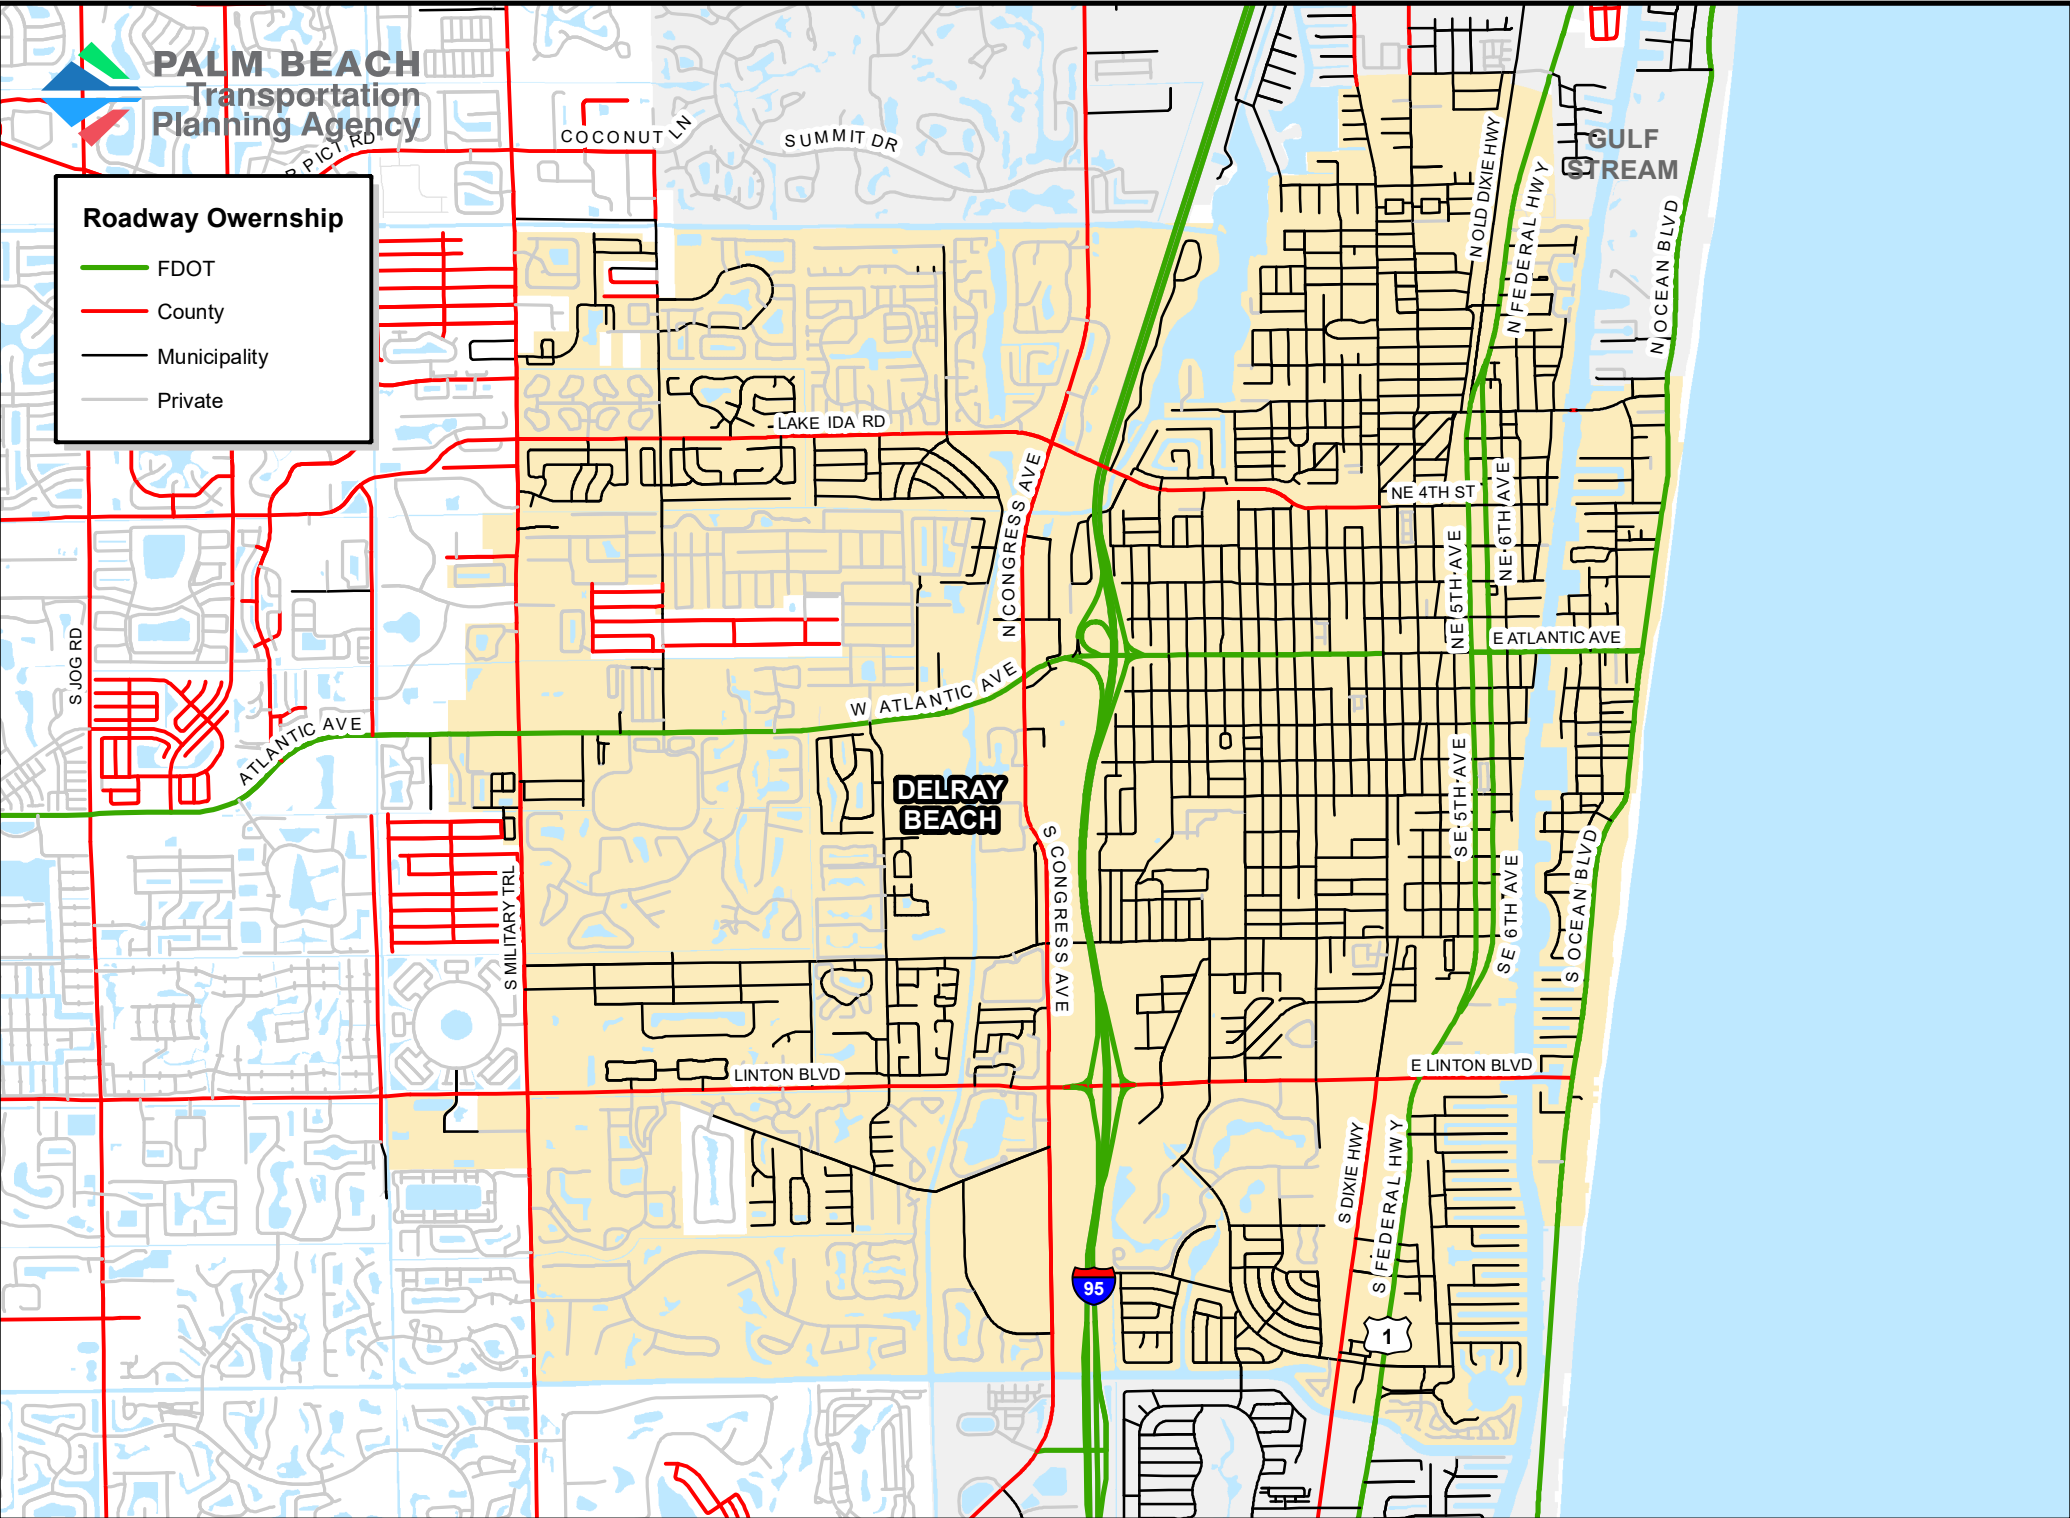 PALM BEACH
Transportation
Planning Agency
PICT RD
COCONUT LN
SUMMIT DR
GULF
STREAM
N OLD DIXIE HWY
N FEDERAL HWY
N OCEAN BLVD
Roadway Owernship
FDOT
County
Municipality
Private
LAKE IDA RD
N CONGRESS AVE
NE 4TH ST
NE 6TH AVE
NE 5TH AVE
E ATLANTIC AVE
S JOG RD
W ATLANTIC AVE
ATLANTIC AVE
DELRAY
BEACH
SE 5TH AVE
S CONGRESS AVE
S MILITARY TRL
SE 6TH AVE
S OCEAN BLVD
LINTON BLVD
E LINTON BLVD
S DIXIE HWY
S FEDERAL HWY
95
1